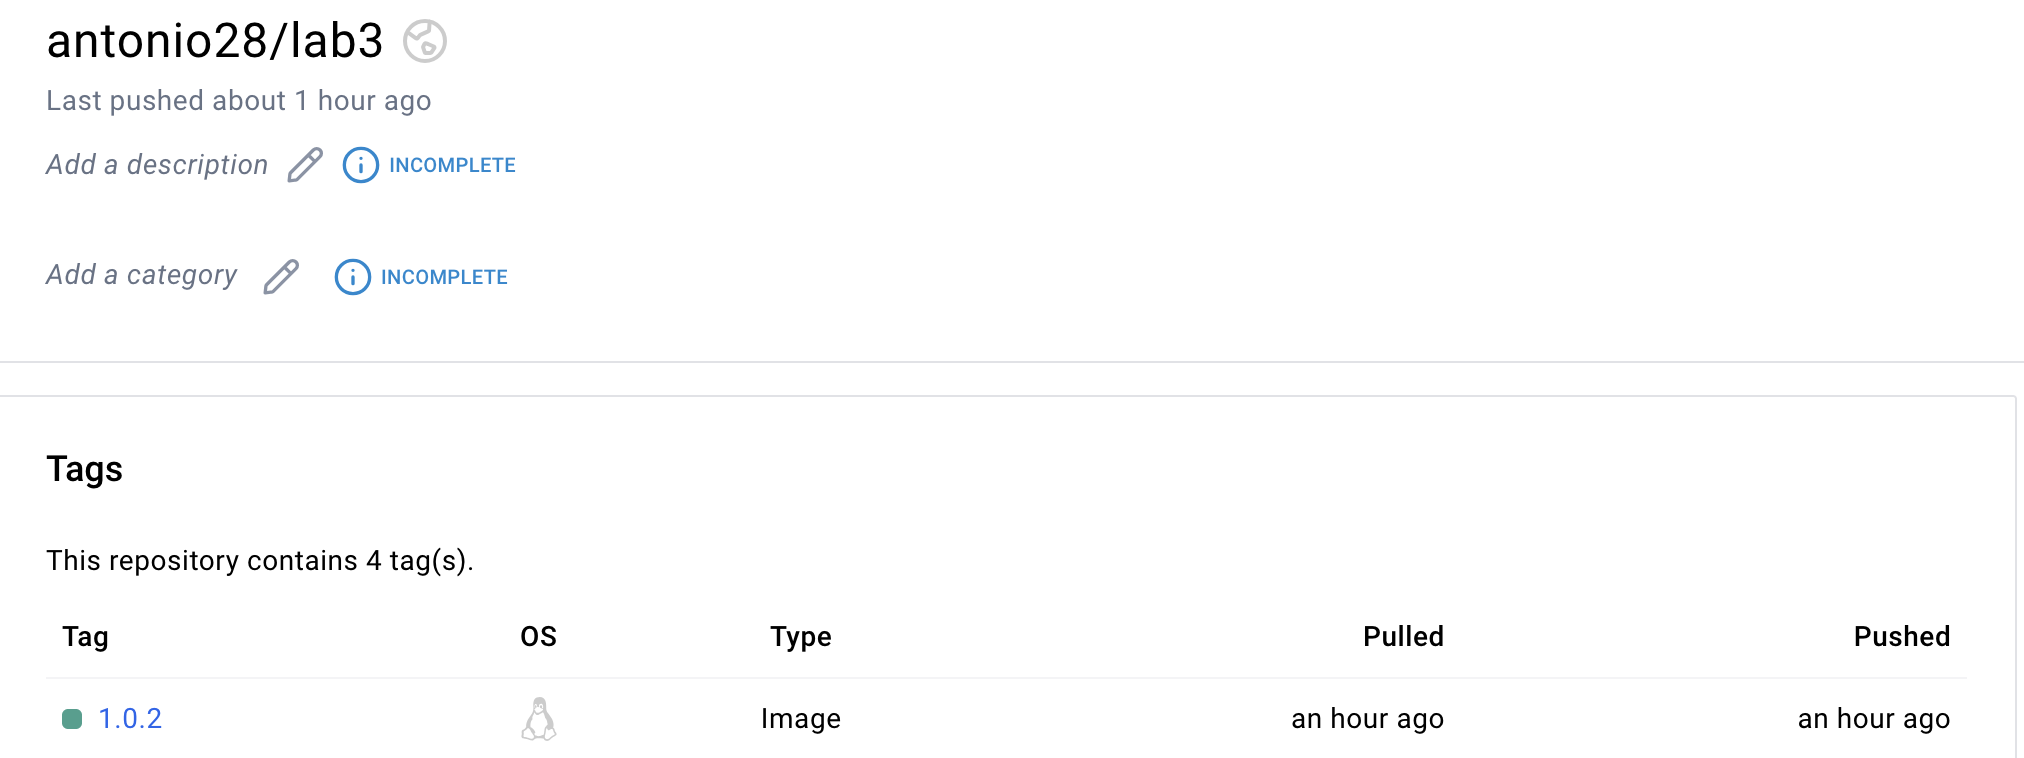 antonio28/lab3
Last pushed about 1 hour ago
Add a description INCOMPLETE
Add a category INCOMPLETE
Tags
This repository contains 4 tag(s).
Tag OS Type Pulled Pushed
1.0.2 Image an hour ago an hour ago